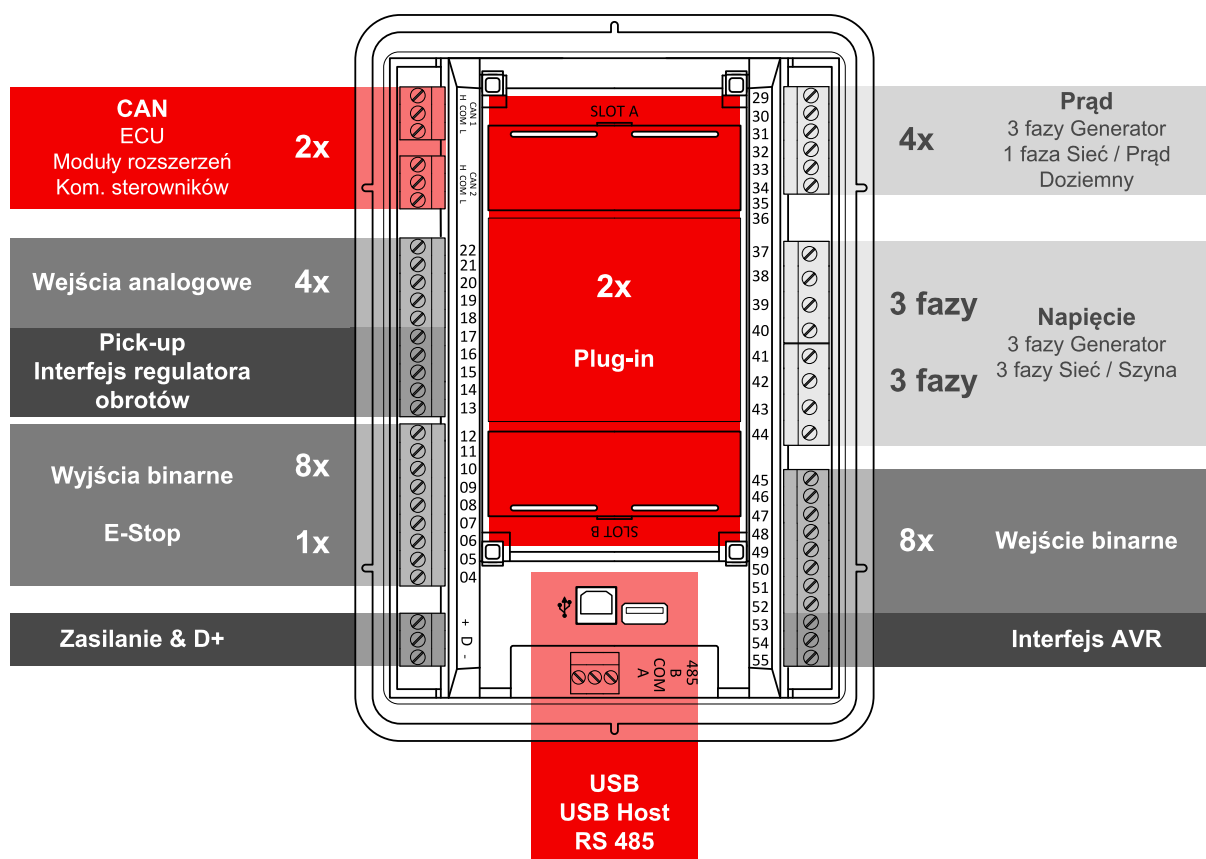 CAN
ECU
Moduły rozszerzeń
Kom. sterowników
2x
Wejścia analogowe
4x
Pick-up
Interfejs regulatora
obrotów
Wyjścia binarne
8x
E-Stop
1x
Zasilanie & D+
CAN 1
H COM L
CAN 2
H COM L
22
21
20
19
18
17
16
15
14
13
12
11
10
09
08
07
06
05
04
+
D
-
SLOT A
2x
Plug-in
SLOT B
485
B
COM
A
USB
USB Host
RS 485
29
30
31
32
33
34
35
36
37
38
39
40
41
42
43
44
45
46
47
48
49
50
51
52
53
54
55
4x
Prąd
3 fazy Generator
1 faza Sieć / Prąd
Doziemny
3 fazy
3 fazy
Napięcie
3 fazy Generator
3 fazy Sieć / Szyna
8x
Wejście binarne
Interfejs AVR